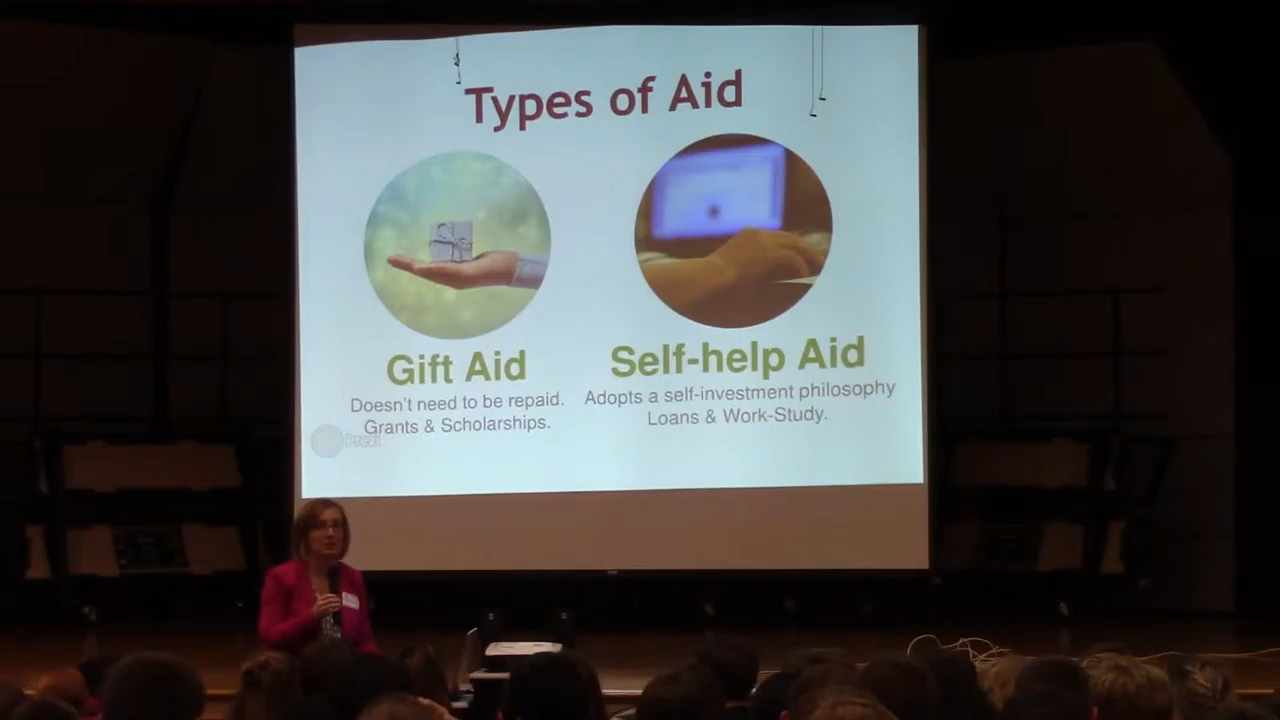 Types of Aid
Gift Aid
Doesn't need to be repaid.
Grants & Scholarships.
Self-help Aid
Adopts a self-investment philosophy
Loans & Work-Study.
Prezi